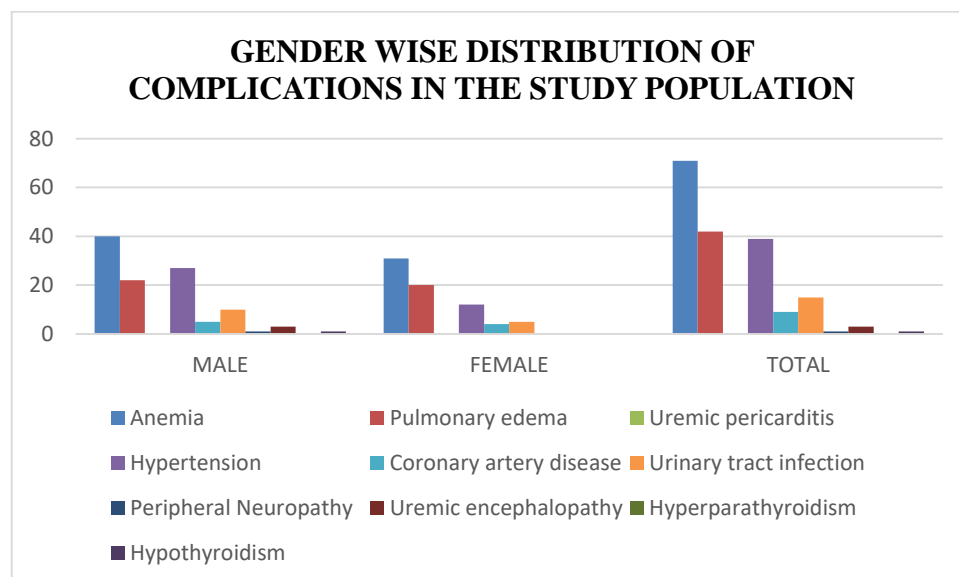 GENDER WISE DISTRIBUTION OF
COMPLICATIONS IN THE STUDY POPULATION
80
60
40
20
0
MALE FEMALE TOTAL
Anemia Pulmonary edema Uremic pericarditis
Hypertension Coronary artery disease Urinary tract infection
Peripheral Neuropathy Uremic encephalopathy Hyperparathyroidism
Hypothyroidism